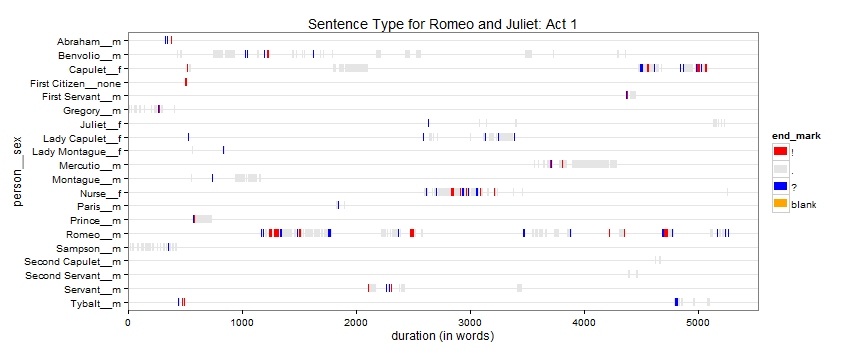 Sentence Type for Romeo and Juliet: Act 1
Abraham__m
Benvolio__m
Capulet__f
First Citizen__none
First Servant__m
Gregory__m
Juliet__f
Lady Capulet__f
Lady Montague__f
Mercutio__m
Montague__m
Nurse__f
Paris__m
Prince__m
Romeo__m
Sampson__m
Second Capulet__m
Second Servant__m
Servant__m
Tybalt__m
person__sex
0 1000 2000 3000 4000 5000
duration (in words)
end_mark
!
.
?
blank